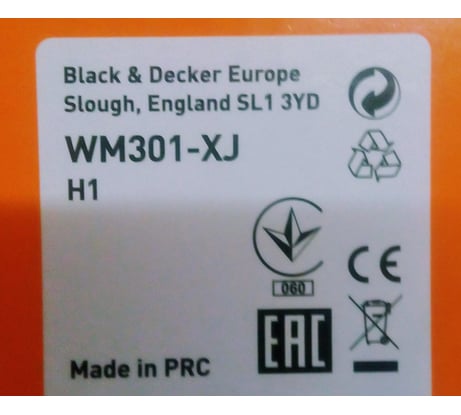 Black & Decker Europe
Slough, England SL1 3YD
WM301-XJ
H1
060
CE
EAC
Made in PRC